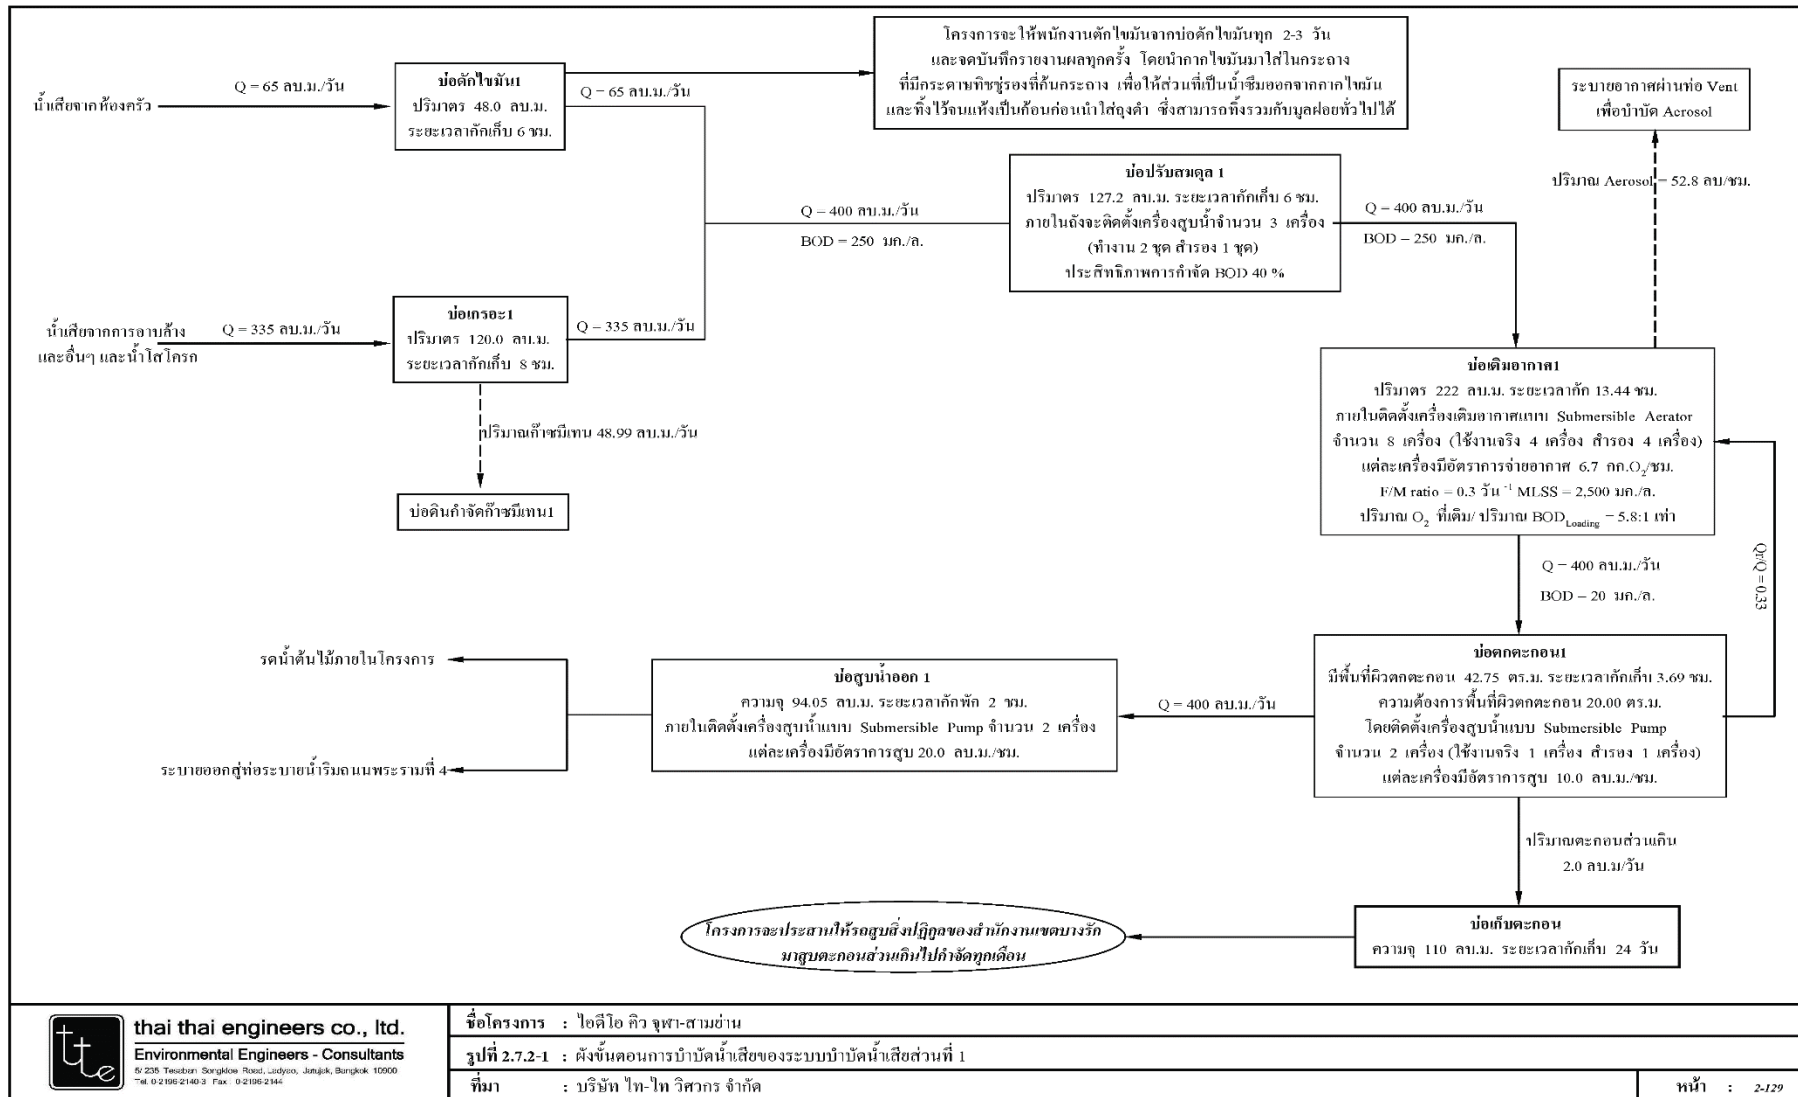 โครงการจะให้พนักงานตักไขมันจากบ่อดักไขมันทุก 2-3 วัน
และจดบันทึกรายงานผลทุกครั้ง โดยนำกากไขมันมาใส่ในกระถาง
ที่มีกระดาษทิชชู่รองที่ก้นกระถาง เพื่อให้ส่วนที่เป็นน้ำซึมออกจากกากไขมัน
และทิ้งไว้จนแห้งเป็นก้อนก่อนนำใส่ถุงดำ ซึ่งสามารถทิ้งรวมกับมูลฝอยทั่วไปได้
น้ำเสียจากห้องครัว
Q = 65 ลบ.ม./วัน
บ่อดักไขมัน1
ปริมาตร 48.0 ลบ.ม.
ระยะเวลากักเก็บ 6 ชม.
Q = 65 ลบ.ม./วัน
ระบายอากาศผ่านท่อ Vent
เพื่อบำบัด Aerosol
ปริมาณ Aerosol = 52.8 ลบ/ชม.
Q = 400 ลบ.ม./วัน
BOD = 250 มก./ล.
บ่อปรับสมดุล 1
ปริมาตร 127.2 ลบ.ม. ระยะเวลากักเก็บ 6 ชม.
ภายในถังจะติดตั้งเครื่องสูบน้ำจำนวน 3 เครื่อง
(ทำงาน 2 ชุด สำรอง 1 ชุด)
ประสิทธิภาพการกำจัด BOD 40 %
Q = 400 ลบ.ม./วัน
BOD = 250 มก./ล.
น้ำเสียจากการอาบล้าง
และอื่นๆ และน้ำโสโครก
Q = 335 ลบ.ม./วัน
บ่อเกรอะ1
ปริมาตร 120.0 ลบ.ม.
ระยะเวลากักเก็บ 8 ชม.
Q = 335 ลบ.ม./วัน
ปริมาณก๊าซมีเทน 48.99 ลบ.ม./วัน
บ่อดินกำจัดก๊าซมีเทน1
บ่อเติมอากาศ1
ปริมาตร 222 ลบ.ม. ระยะเวลากัก 13.44 ชม.
ภายในติดตั้งเครื่องเติมอากาศแบบ Submersible Aerator
จำนวน 8 เครื่อง (ใช้งานจริง 4 เครื่อง สำรอง 4 เครื่อง)
แต่ละเครื่องมีอัตราการจ่ายอากาศ 6.7 กก.O2/ชม.
F/M ratio = 0.3 วัน -1 MLSS = 2,500 มก./ล.
ปริมาณ O2 ที่เติม/ ปริมาณ BODLoading = 5.8:1 เท่า
Q = 400 ลบ.ม./วัน
BOD = 20 มก./ล.
Qr/Q = 0.33
บ่อตกตะกอน1
มีพื้นที่ผิวตกตะกอน 42.75 ตร.ม. ระยะเวลากักเก็บ 3.69 ชม.
ความต้องการพื้นที่ผิวตกตะกอน 20.00 ตร.ม.
โดยติดตั้งเครื่องสูบน้ำแบบ Submersible Pump
จำนวน 2 เครื่อง (ใช้งานจริง 1 เครื่อง สำรอง 1 เครื่อง)
แต่ละเครื่องมีอัตราการสูบ 10.0 ลบ.ม./ชม.
Q = 400 ลบ.ม./วัน
บ่อสูบน้ำออก 1
ความจุ 94.05 ลบ.ม. ระยะเวลากักพัก 2 ชม.
ภายในติดตั้งเครื่องสูบน้ำแบบ Submersible Pump จำนวน 2 เครื่อง
แต่ละเครื่องมีอัตราการสูบ 20.0 ลบ.ม./ชม.
รดน้ำต้นไม้ภายในโครงการ
ระบายออกสู่ท่อระบายน้ำริมถนนพระรามที่ 4
ปริมาณตะกอนส่วนเกิน
2.0 ลบ.ม/วัน
บ่อเก็บตะกอน
ความจุ 110 ลบ.ม. ระยะเวลากักเก็บ 24 วัน
โครงการจะประสานให้รถสูบสิ่งปฏิกูลของสำนักงานเขตบางรัก
มาสูบตะกอนส่วนเกินไปกำจัดทุกเดือน
tte
thai thai engineers co., ltd.
Environmental Engineers - Consultants
5/ 235 Tesaban Songkloe Road, Ladyao, Jatujak, Bangkok 10900
Tel. 0-2196-2140-3 Fax : 0-2196-2144
ชื่อโครงการ : ไอดีโอ คิว จุฬา-สามย่าน
รูปที่ 2.7.2-1 : ผังขั้นตอนการบำบัดน้ำเสียของระบบบำบัดน้ำเสียส่วนที่ 1
ที่มา : บริษัท ไท-ไท วิศวกร จำกัด
หน้า : 2-129